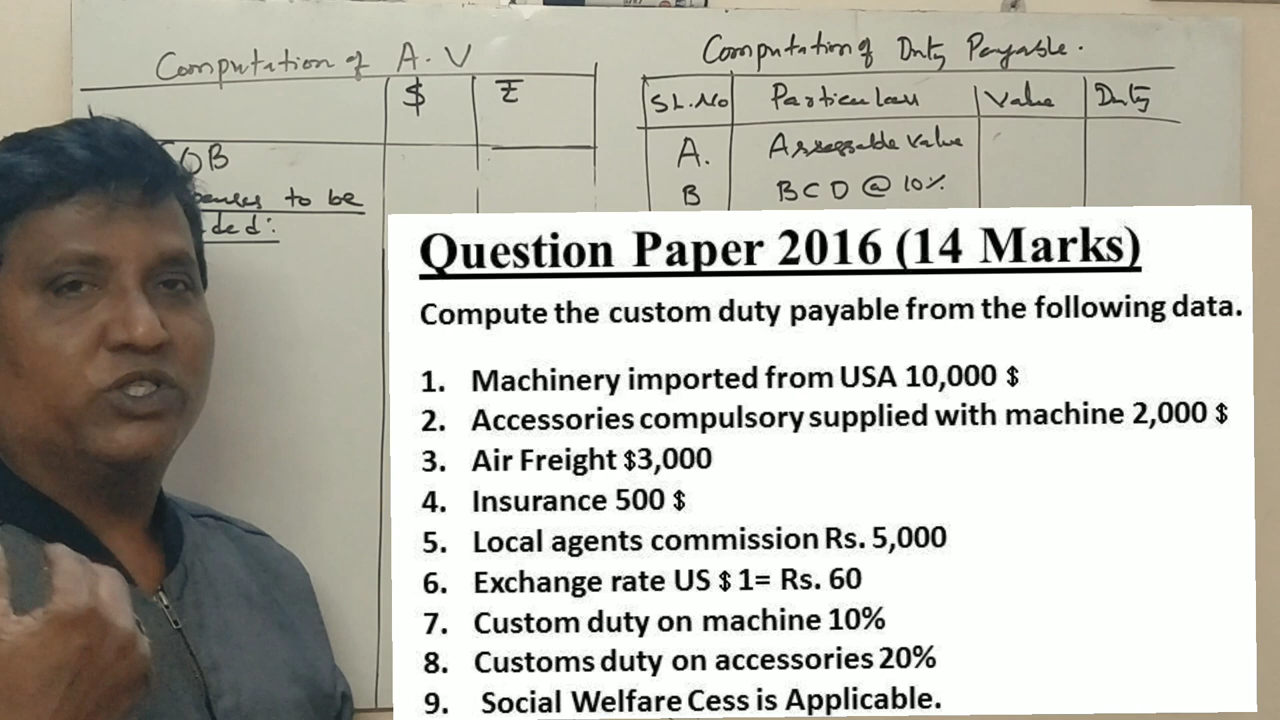 Computation of A.V
$ ₹
OB
to be
ded:
Computation of Duty Payable.
SL.No Particulars Value Duty
A. Assessable Value
B BCD @ 10%
Question Paper 2016 (14 Marks)
Compute the custom duty payable from the following data.
1. Machinery imported from USA 10,000 $
2. Accessories compulsory supplied with machine 2,000 $
3. Air Freight $3,000
4. Insurance 500 $
5. Local agents commission Rs. 5,000
6. Exchange rate US $ 1= Rs. 60
7. Custom duty on machine 10%
8. Customs duty on accessories 20%
9. Social Welfare Cess is Applicable.